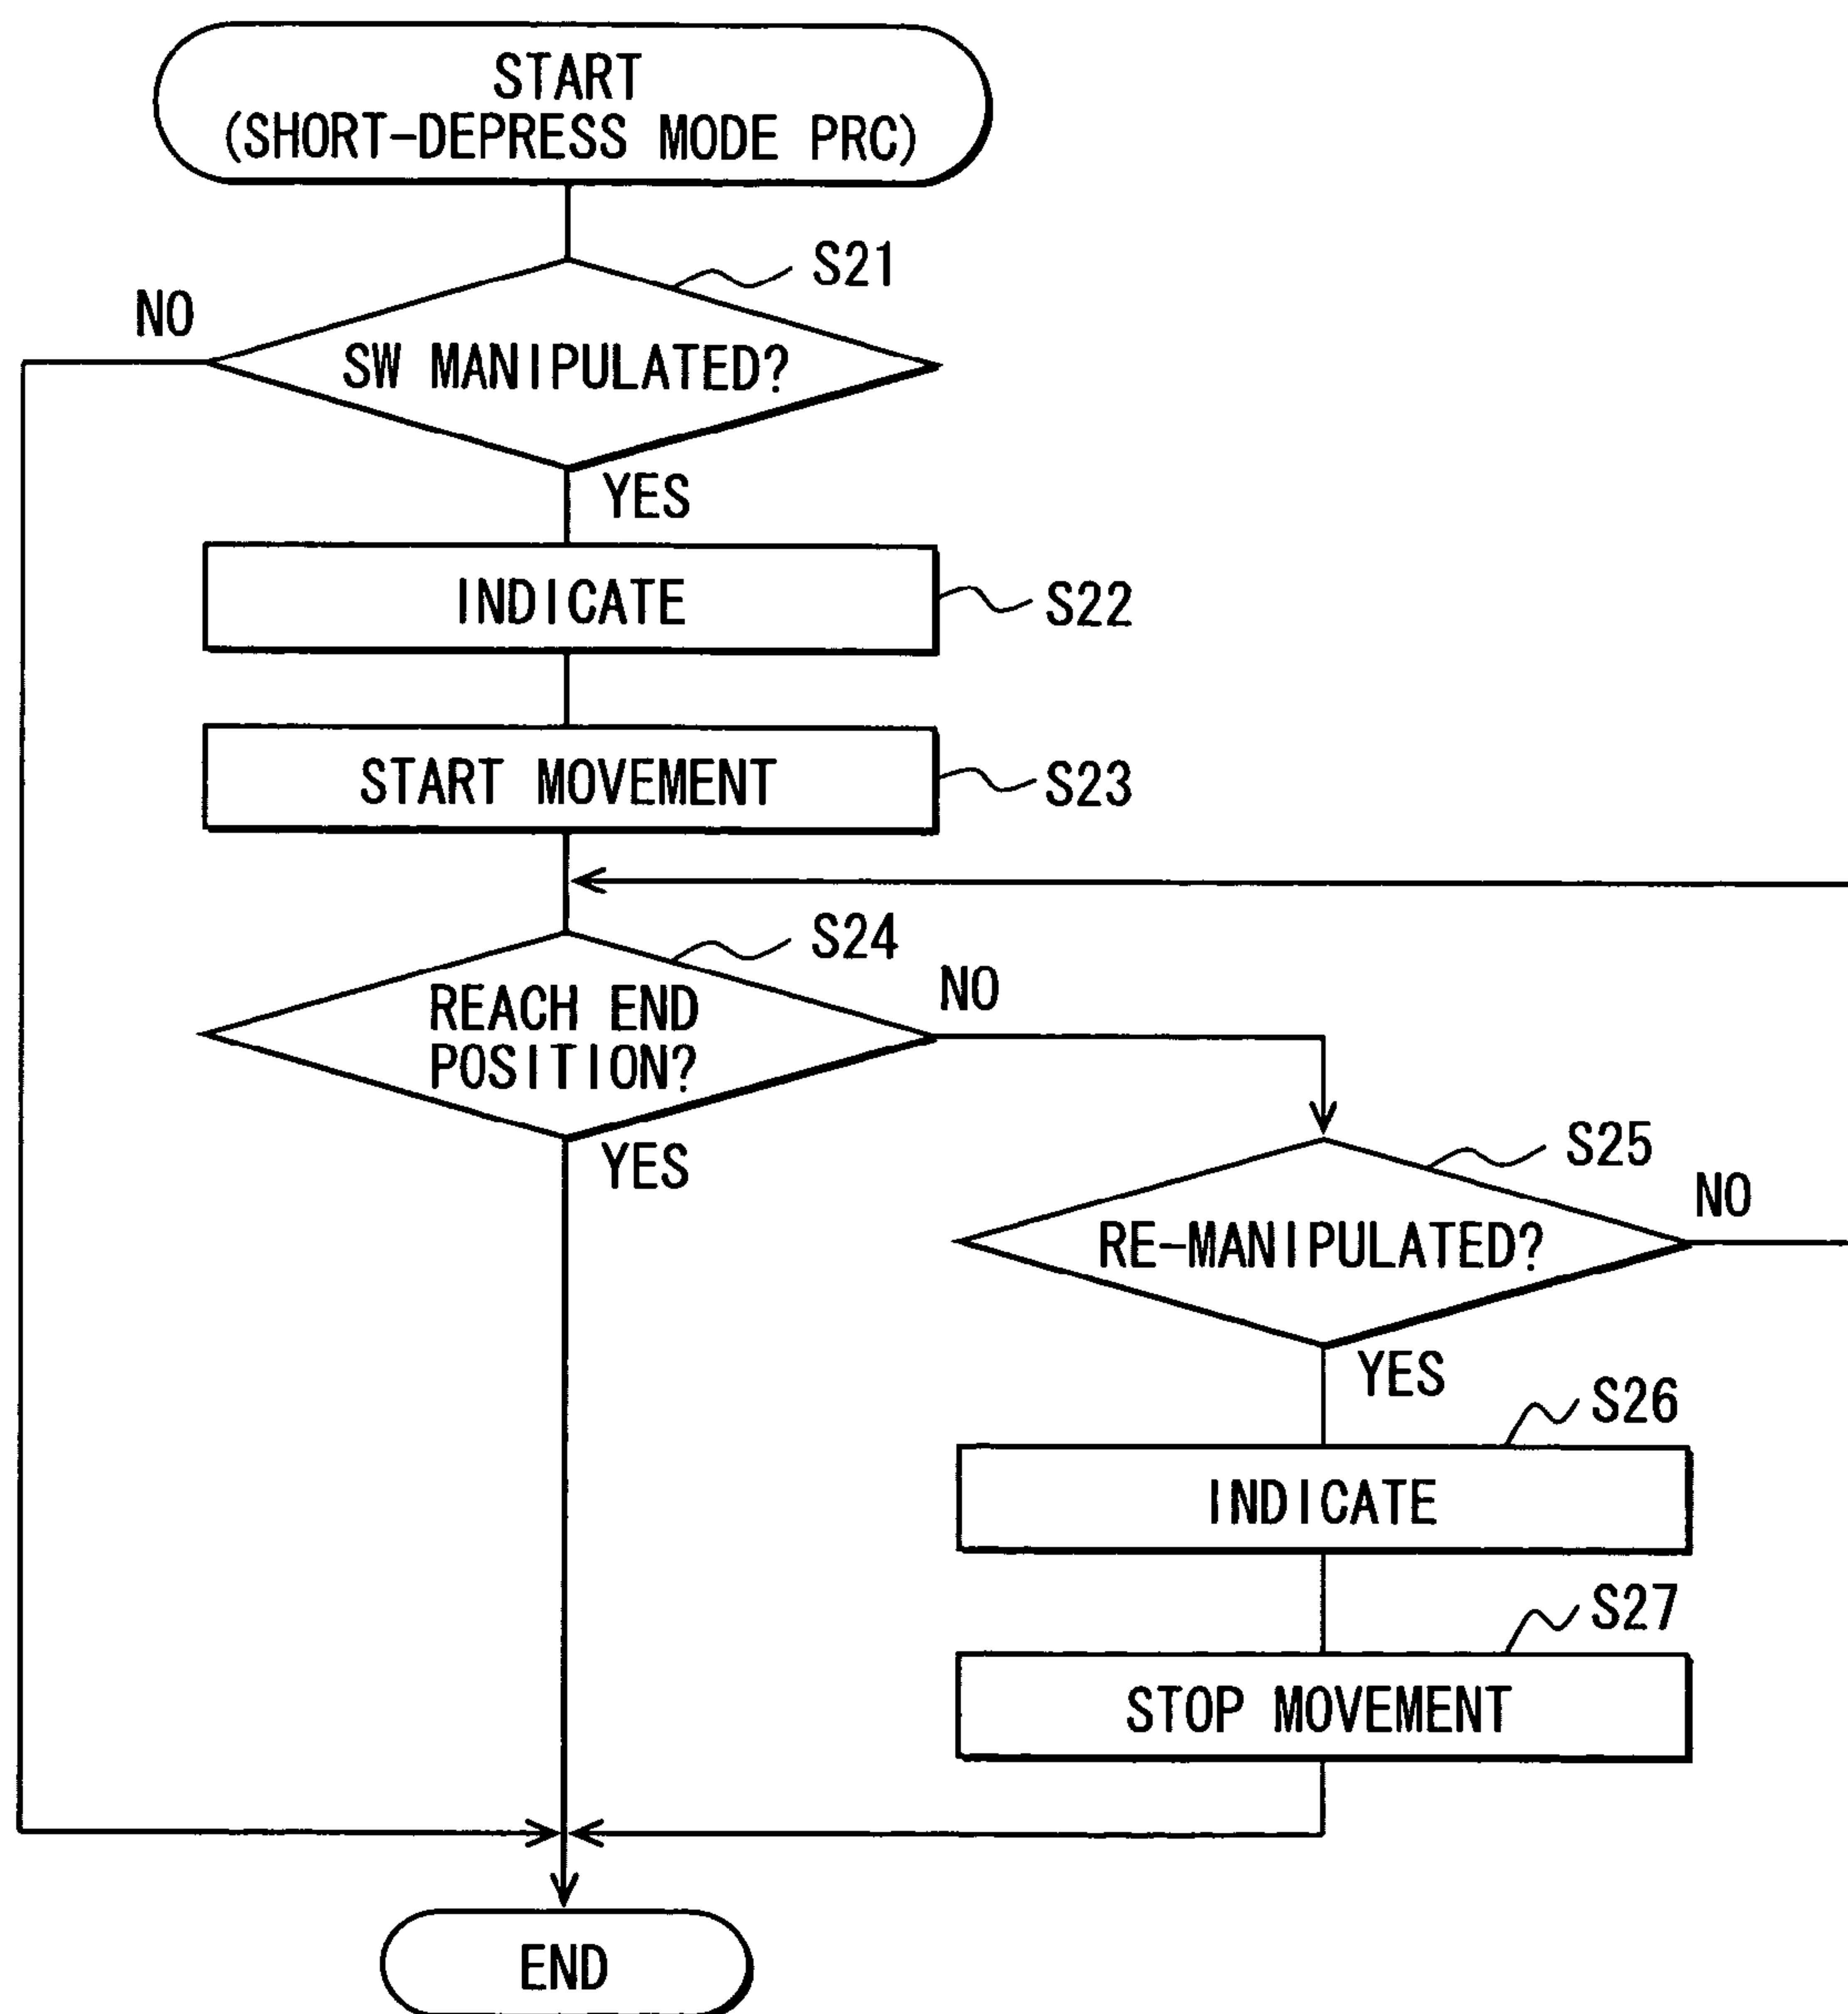 START
(SHORT-DEPRESS MODE PRC)
S21
NO
SW MANIPULATED?
YES
INDICATE
S22
START MOVEMENT
S23
S24
NO
REACH END
POSITION?
YES
S25
NO
RE-MANIPULATED?
YES
S26
INDICATE
S27
STOP MOVEMENT
END